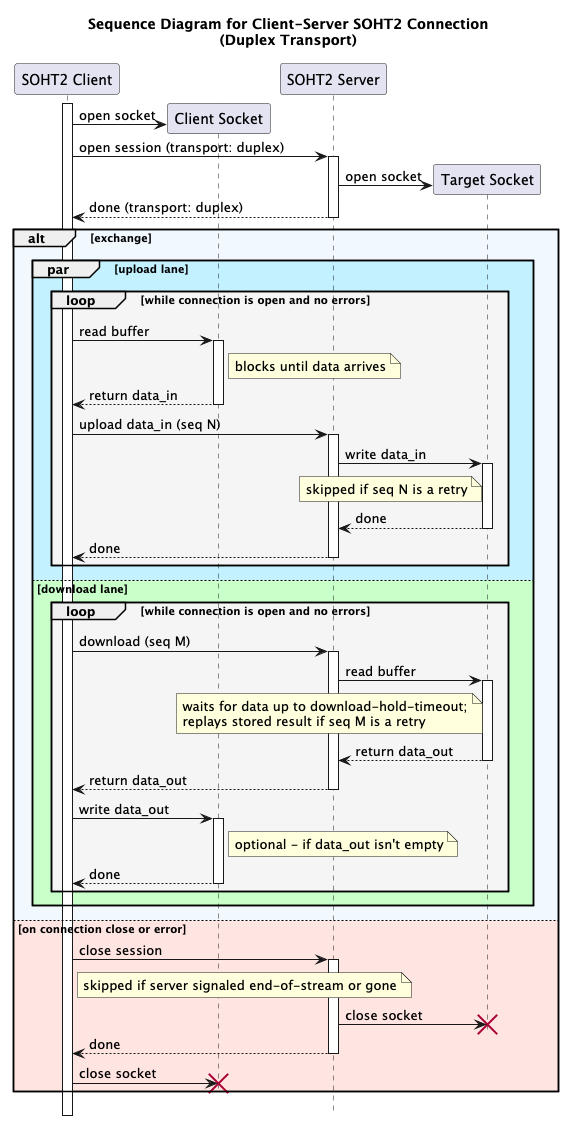 Sequence Diagram for Client-Server SOHT2 Connection
(Duplex Transport)
SOHT2 Client
SOHT2 Server
open socket
Client Socket
open session (transport: duplex)
open socket
Target Socket
done (transport: duplex)
alt [exchange]
par [upload lane]
loop [while connection is open and no errors]
read buffer
blocks until data arrives
return data_in
upload data_in (seq N)
write data_in
skipped if seq N is a retry
done
done
[download lane]
loop [while connection is open and no errors]
download (seq M)
read buffer
waits for data up to download-hold-timeout;
replays stored result if seq M is a retry
return data_out
return data_out
write data_out
optional - if data_out isn't empty
done
[on connection close or error]
close session
skipped if server signaled end-of-stream or gone
close socket
done
close socket